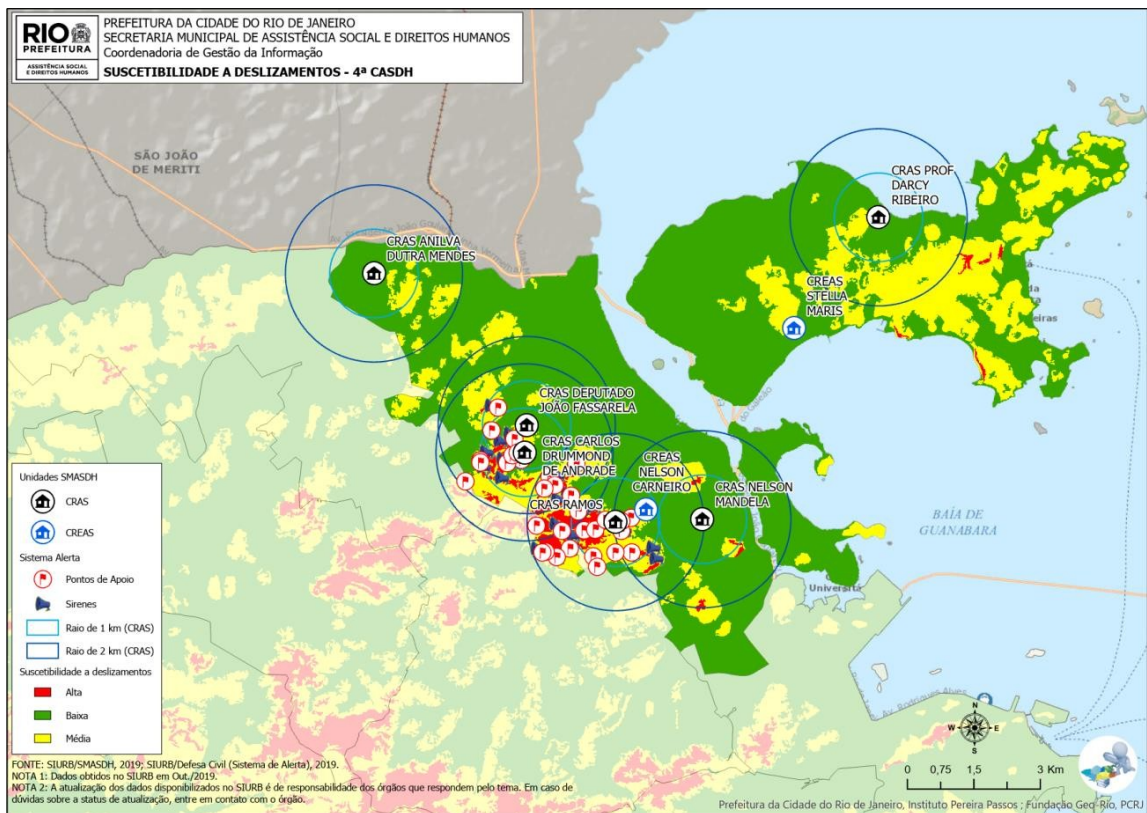 RIO
PREFEITURA
ASSISTÊNCIA SOCIAL
E DIREITOS HUMANOS
PREFEITURA DA CIDADE DO RIO DE JANEIRO
SECRETARIA MUNICIPAL DE ASSISTÊNCIA SOCIAL E DIREITOS HUMANOS
Coordenadoria de Gestão da Informação
SUSCETIBILIDADE A DESLIZAMENTOS - 4ª CASDH
SÃO JOÃO
DE MERITI
CRAS PROF
DARCY
RIBEIRO
CRAS ANILVA
DUTRA MENDES
CREAS
STELLA
MARIS
CRAS DEPUTADO
JOÃO FASSARELA
CRAS CARLOS
DRUMMOND
DE ANDRADE
CREAS
NELSON
CARNEIRO
CRAS NELSON
MANDELA
CRAS RAMOS
BAÍA DE
GUANABARA
Universitá
Av. Rodrigues Alves
Unidades SMASDH
CRAS
CREAS
Sistema Alerta
Pontos de Apoio
Sirenes
Raio de 1 km (CRAS)
Raio de 2 km (CRAS)
Suscetibilidade a deslizamentos
Alta
Baixa
Média
N
W
E
S
0 0,75 1,5 3 Km
FONTE: SIURB/SMASDH, 2019; SIURB/Defesa Civil (Sistema de Alerta), 2019.
NOTA 1: Dados obtidos no SIURB em Out./2019.
NOTA 2: A atualização dos dados disponibilizados no SIURB é de responsabilidade dos órgãos que respondem pelo tema. Em caso de
dúvidas sobre a status de atualização, entre em contato com o órgão.
Prefeitura da Cidade do Rio de Janeiro, Instituto Pereira Passos ; Fundação Geo-Rio, PCRJ